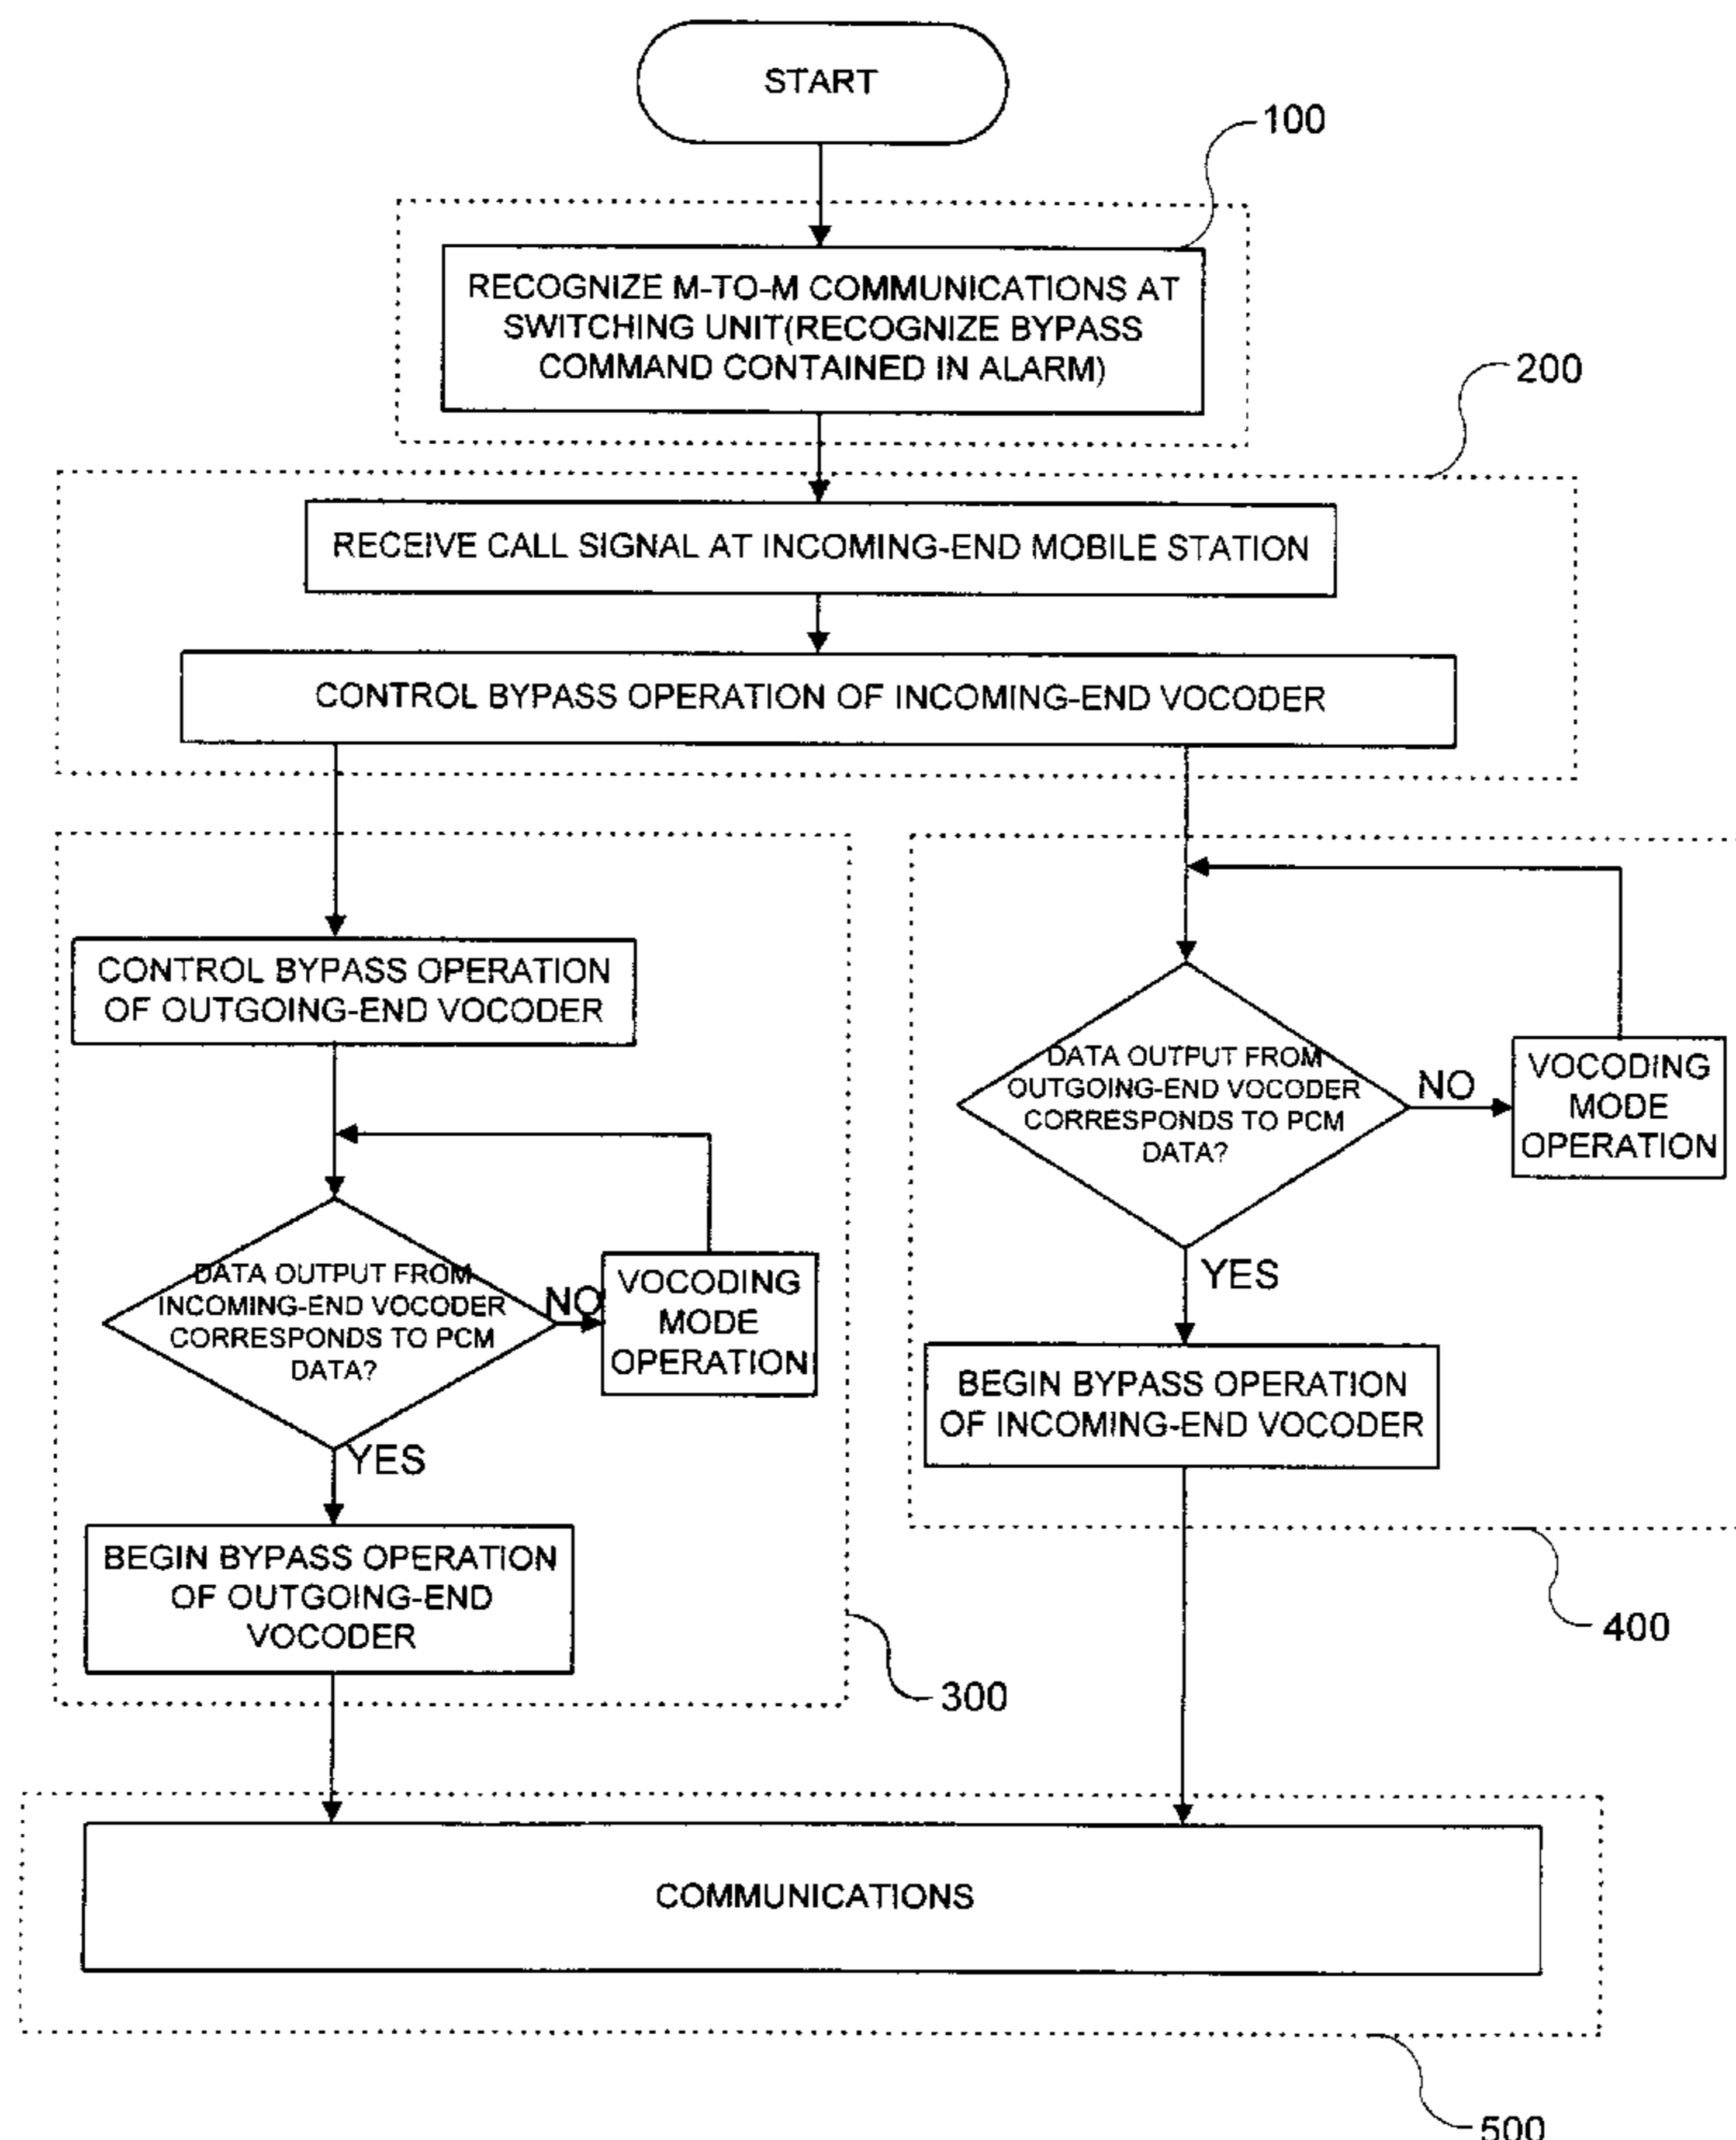 START
100
RECOGNIZE M-TO-M COMMUNICATIONS AT
SWITCHING UNIT(RECOGNIZE BYPASS
COMMAND CONTAINED IN ALARM)
200
RECEIVE CALL SIGNAL AT INCOMING-END MOBILE STATION
CONTROL BYPASS OPERATION OF INCOMING-END VOCODER
CONTROL BYPASS OPERATION
OF OUTGOING-END VOCODER
DATA OUTPUT FROM
INCOMING-END VOCODER
CORRESPONDS TO PCM
DATA?
NO
VOCODING
MODE
OPERATION
YES
BEGIN BYPASS OPERATION
OF OUTGOING-END
VOCODER
300
DATA OUTPUT FROM
OUTGOING-END VOCODER
CORRESPONDS TO PCM
DATA?
NO
VOCODING
MODE
OPERATION
YES
BEGIN BYPASS OPERATION
OF INCOMING-END VOCODER
400
COMMUNICATIONS
500